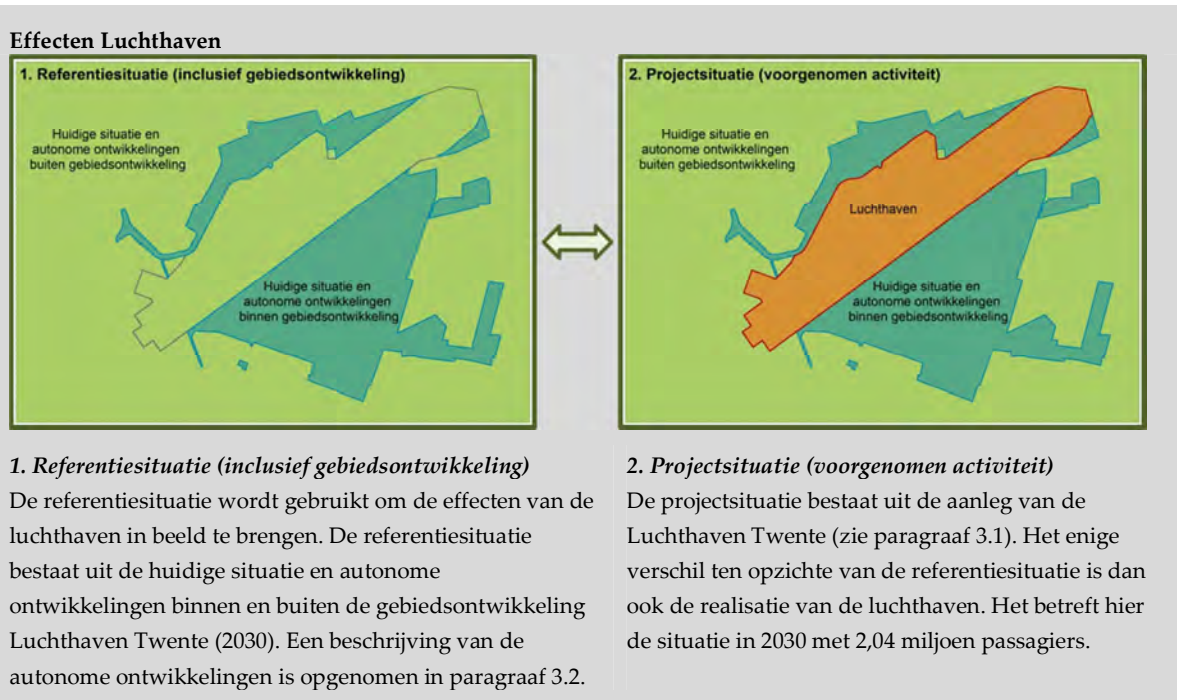 Effecten Luchthaven
1. Referentiesituatie (inclusief gebiedsontwikkeling)
Huidige situatie en
autonome ontwikkelingen
buiten gebiedsontwikkeling
Huidige situatie en
autonome ontwikkelingen
binnen gebiedsontwikkeling
2. Projectsituatie (voorgenomen activiteit)
Huidige situatie en
autonome ontwikkelingen
buiten gebiedsontwikkeling
Luchthaven
Huidige situatie en
autonome ontwikkelingen
binnen gebiedsontwikkeling
1. Referentiesituatie (inclusief gebiedsontwikkeling)
De referentiesituatie wordt gebruikt om de effecten van de
luchthaven in beeld te brengen. De referentiesituatie
bestaat uit de huidige situatie en autonome
ontwikkelingen binnen en buiten de gebiedsontwikkeling
Luchthaven Twente (2030). Een beschrijving van de
autonome ontwikkelingen is opgenomen in paragraaf 3.2.
2. Projectsituatie (voorgenomen activiteit)
De projectsituatie bestaat uit de aanleg van de
Luchthaven Twente (zie paragraaf 3.1). Het enige
verschil ten opzichte van de referentiesituatie is dan
ook de realisatie van de luchthaven. Het betreft hier
de situatie in 2030 met 2,04 miljoen passagiers.